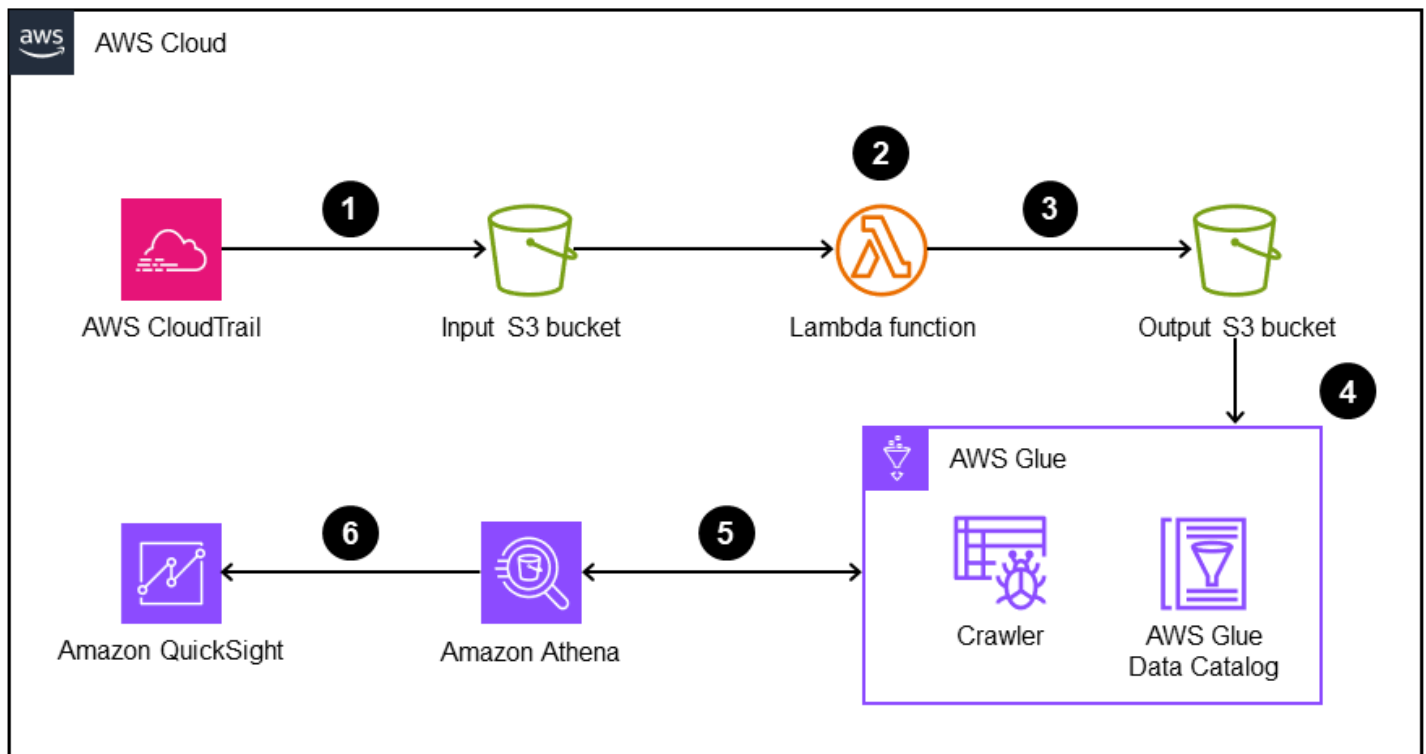 aws
AWS Cloud
1
2
3
AWS CloudTrail
Input S3 bucket
Lambda function
Output S3 bucket
4
AWS Glue
6
5
Crawler
AWS Glue
Data Catalog
Amazon QuickSight
Amazon Athena